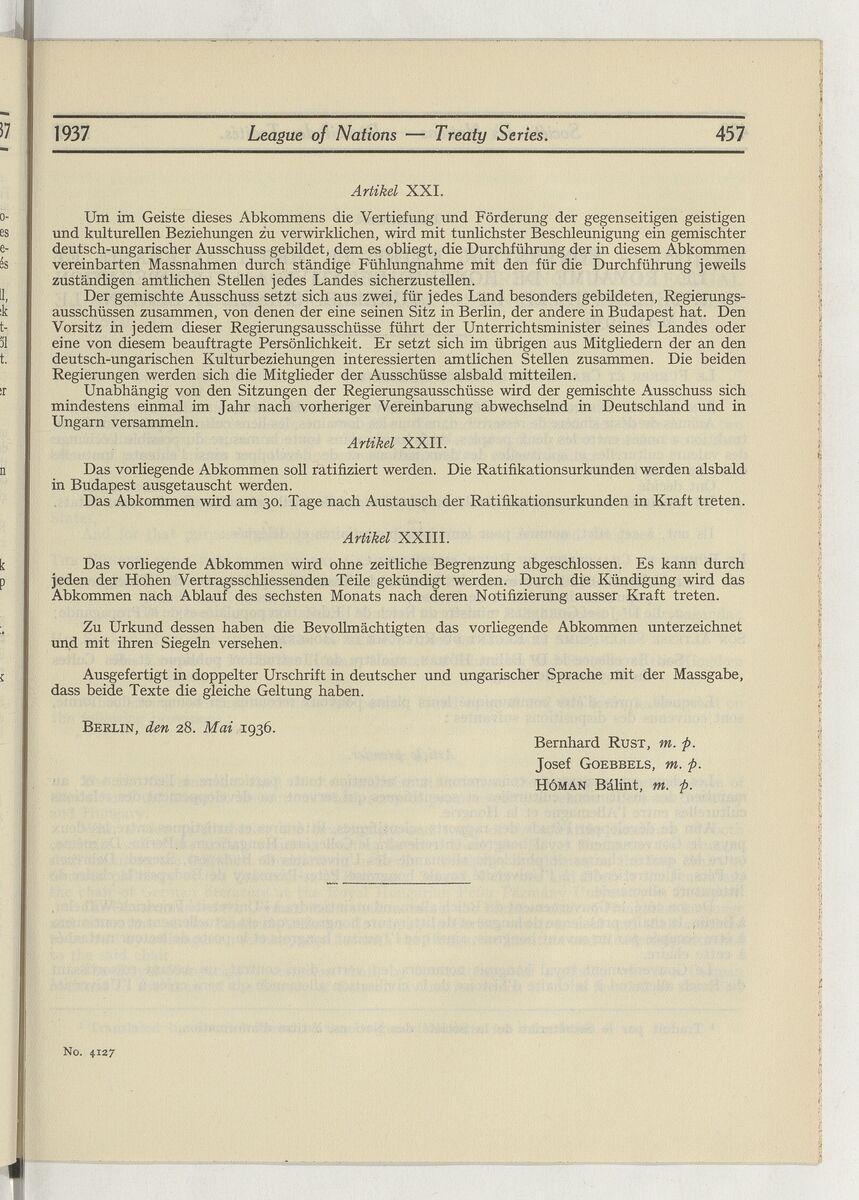 1937 League of Nations — Treaty Series. 457
Artikel XXI.
Um im Geiste dieses Abkommens die Vertiefung und Förderung der gegenseitigen geistigen
und kulturellen Beziehungen zu verwirklichen, wird mit tunlichster Beschleunigung ein gemischter
deutsch-ungarischer Ausschuss gebildet, dem es obliegt, die Durchführung der in diesem Abkommen
vereinbarten Massnahmen durch ständige Fühlungnahme mit den für die Durchführung jeweils
zuständigen amtlichen Stellen jedes Landes sicherzustellen.
Der gemischte Ausschuss setzt sich aus zwei, für jedes Land besonders gebildeten, Regierungs-
ausschüssen zusammen, von denen der eine seinen Sitz in Berlin, der andere in Budapest hat. Den
Vorsitz in jedem dieser Regierungsausschüsse führt der Unterrichtsminister seines Landes oder
eine von diesem beauftragte Persönlichkeit. Er setzt sich im übrigen aus Mitgliedern der an den
deutsch-ungarischen Kulturbeziehungen interessierten amtlichen Stellen zusammen. Die beiden
Regierungen werden sich die Mitglieder der Ausschüsse alsbald mitteilen.
Unabhängig von den Sitzungen der Regierungsausschüsse wird der gemischte Ausschuss sich
mindestens einmal im Jahr nach vorheriger Vereinbarung abwechselnd in Deutschland und in
Ungarn versammeln.
Artikel XXII.
Das vorliegende Abkommen soll ratifiziert werden. Die Ratifikationsurkunden werden alsbald
in Budapest ausgetauscht werden.
Das Abkommen wird am 30. Tage nach Austausch der Ratifikationsurkunden in Kraft treten.
Artikel XXIII.
Das vorliegende Abkommen wird ohne zeitliche Begrenzung abgeschlossen. Es kann durch
jeden der Hohen Vertragsschliessenden Teile gekündigt werden. Durch die Kündigung wird das
Abkommen nach Ablauf des sechsten Monats nach deren Notifizierung ausser Kraft treten.
Zu Urkund dessen haben die Bevollmächtigten das vorliegende Abkommen unterzeichnet
und mit ihren Siegeln versehen.
Ausgefertigt in doppelter Urschrift in deutscher und ungarischer Sprache mit der Massgabe,
dass beide Texte die gleiche Geltung haben.
BERLIN, den 28. Mai 1936.
Bernhard RUST, m. p.
Josef GOEBBELS, m. p.
HÓMAN Bálint, m. p.
No. 4127